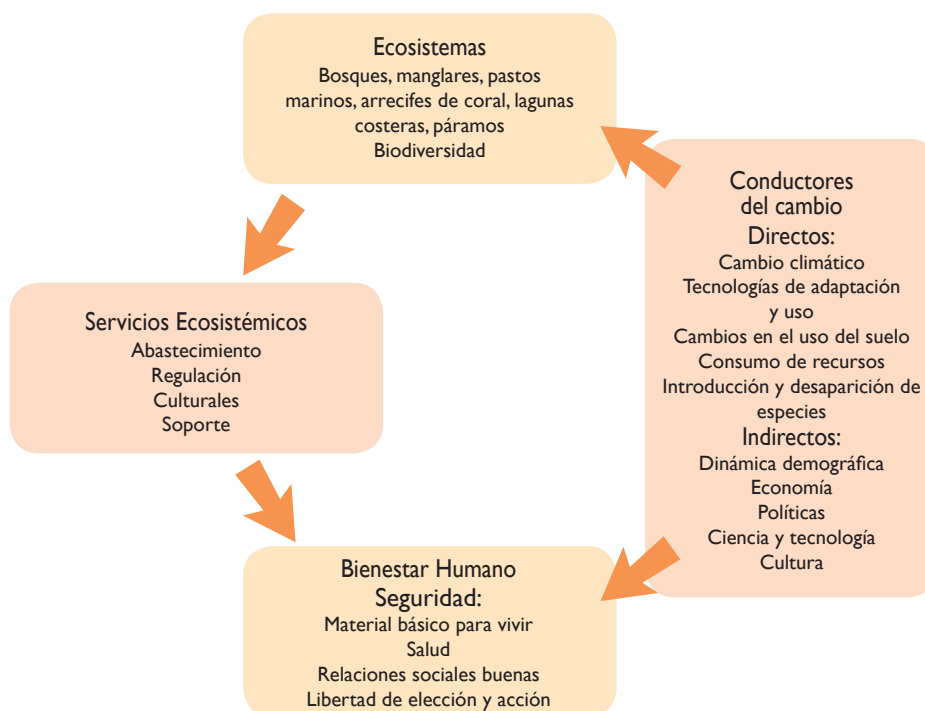 Ecosistemas
Bosques, manglares, pastos
marinos, arrecifes de coral, lagunas
costeras, páramos
Biodiversidad
Conductores
del cambio
Directos:
Cambio climático
Tecnologías de adaptación
y uso
Cambios en el uso del suelo
Consumo de recursos
Introducción y desaparición de
especies
Indirectos:
Dinámica demográfica
Economía
Políticas
Ciencia y tecnología
Cultura
Servicios Ecosistémicos
Abastecimiento
Regulación
Culturales
Soporte
Bienestar Humano
Seguridad:
Material básico para vivir
Salud
Relaciones sociales buenas
Libertad de elección y acción